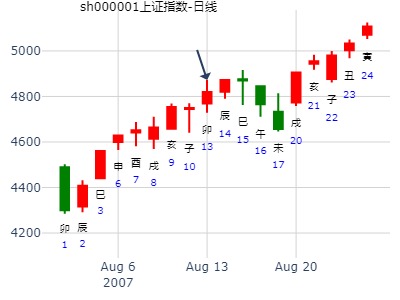 sh000001上证指数-日线
5000
4800
4600
4400
4200
卯
1
辰
2
巳
3
申
6
酉
7
戌
8
亥
9
子
10
卯
13
辰
14
巳
15
午
16
未
17
戌
20
亥
21
子
22
丑
23
寅
24
Aug 6
2007
Aug 13
Aug 20